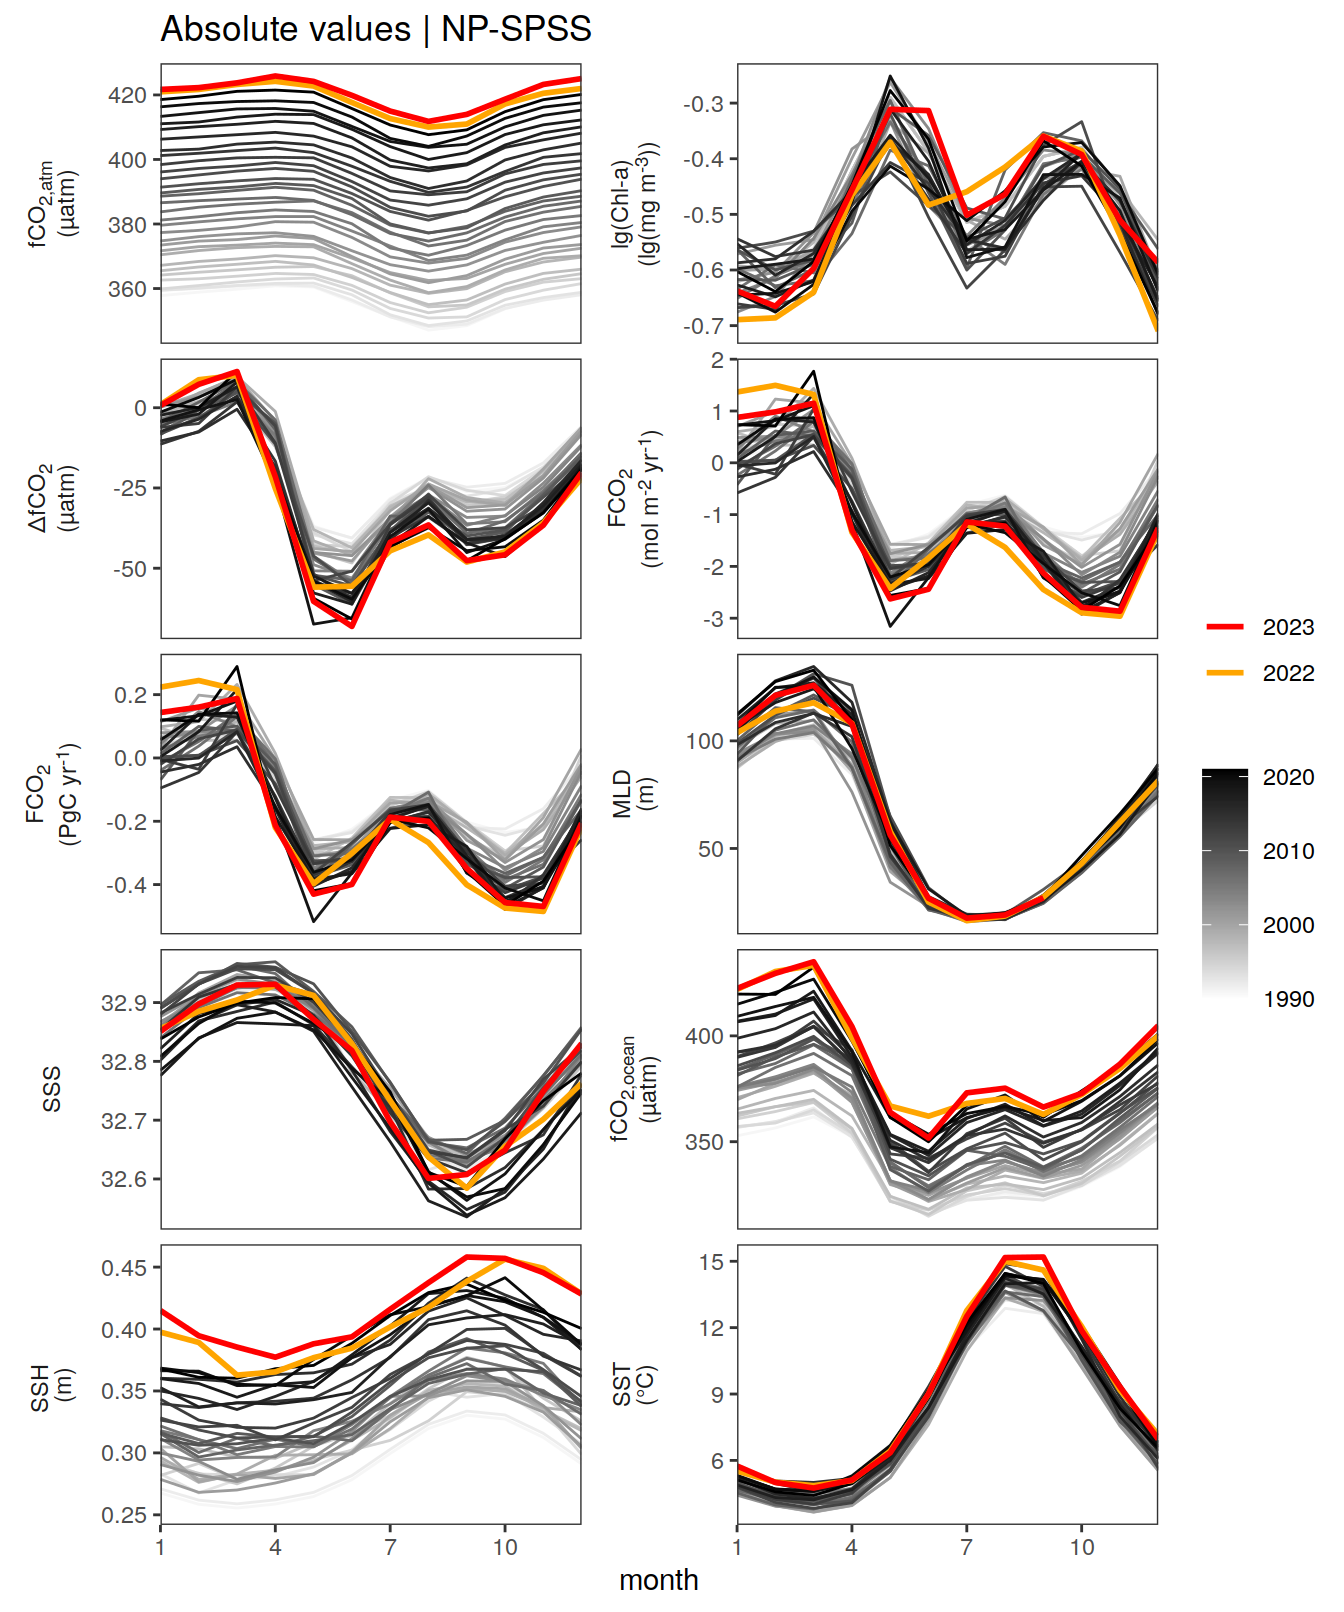 Absolute values | NP-SPSS
fCO2,atm
(µatm)
420
400
380
360
lg(Chl-a)
(lg(mg m-3))
-0.3
-0.4
-0.5
-0.6
-0.7
ΔfCO2
(µatm)
0
-25
-50
FCO2
(mol m-2 yr-1)
2
1
0
-1
-2
-3
FCO2
(PgC yr-1)
0.2
0.0
-0.2
-0.4
MLD
(m)
100
50
SSS
32.9
32.8
32.7
32.6
fCO2,ocean
(µatm)
400
350
SSH
(m)
0.45
0.40
0.35
0.30
0.25
SST
(°C)
15
12
9
6
1 4 7 10
1 4 7 10
month
2023
2022
2020
2010
2000
1990